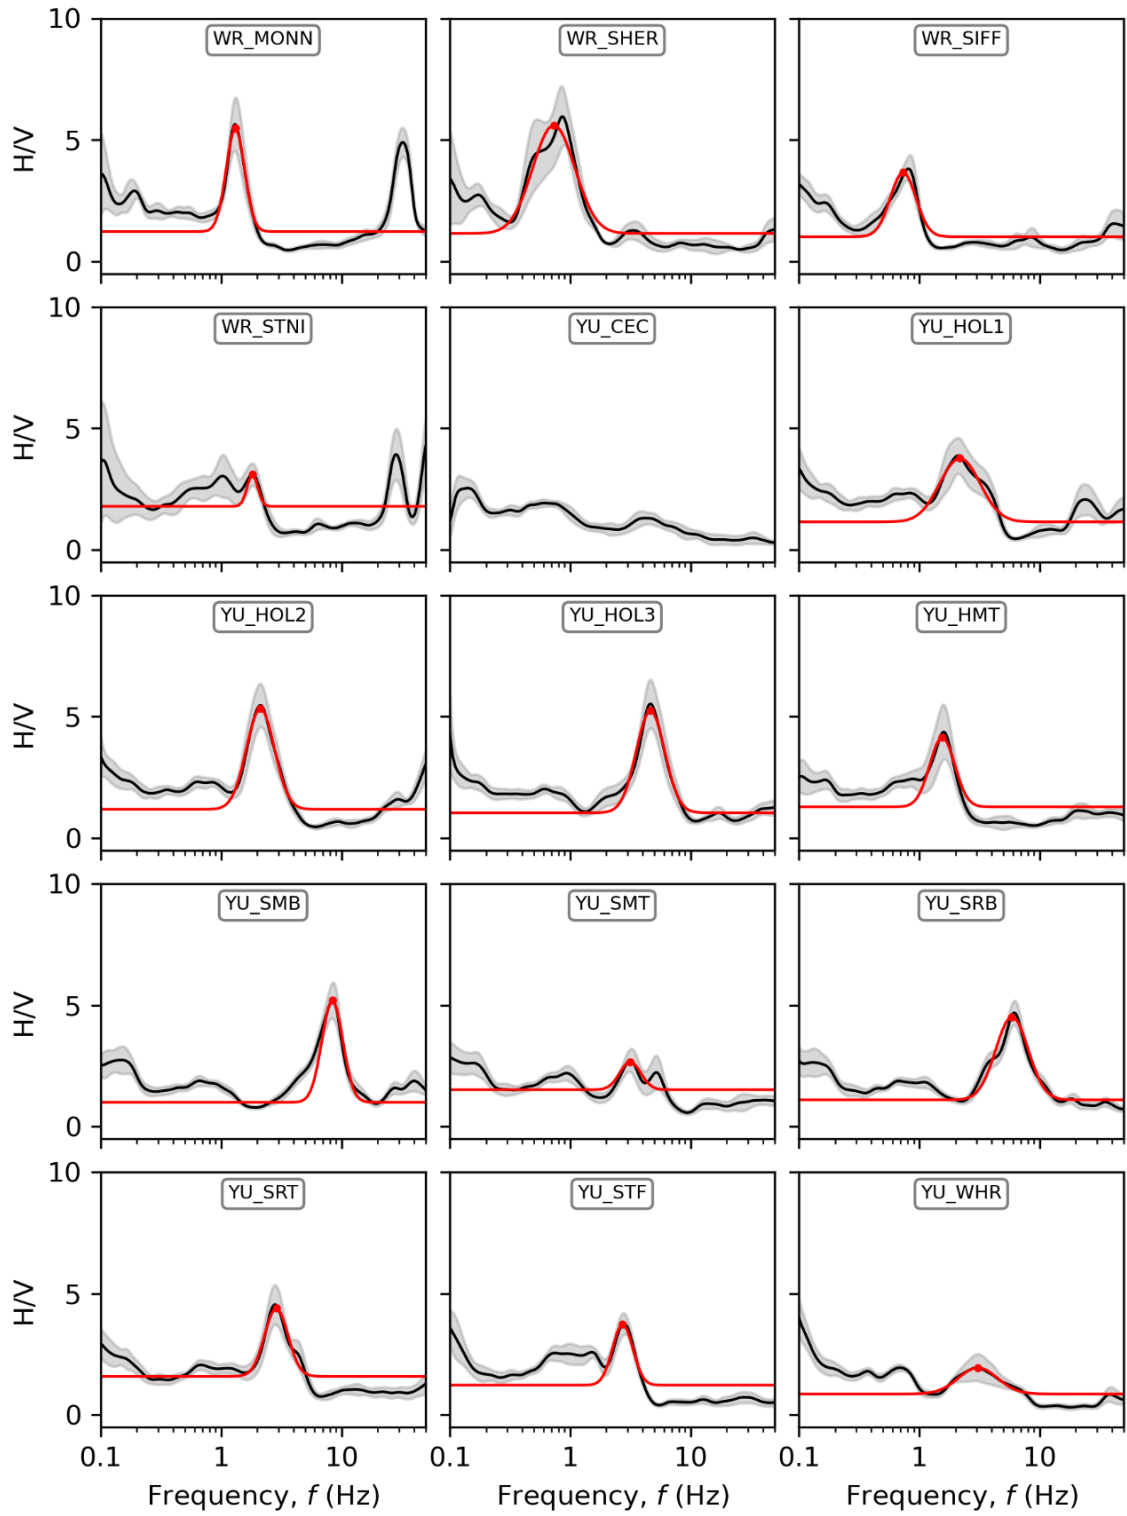 10 WR_MONN WR_SHER WR_SIFF
H/V
5
0
10 WR_STNI YU_CEC YU_HOL1
H/V
5
0
10 YU_HOL2 YU_HOL3 YU_HMT
H/V
5
0
10 YU_SMB YU_SMT YU_SRB
H/V
5
0
10 YU_SRT YU_STF YU_WHR
H/V
5
0
0.1 1 10 0.1 1 10 0.1 1 10
Frequency, f (Hz) Frequency, f (Hz) Frequency, f (Hz)